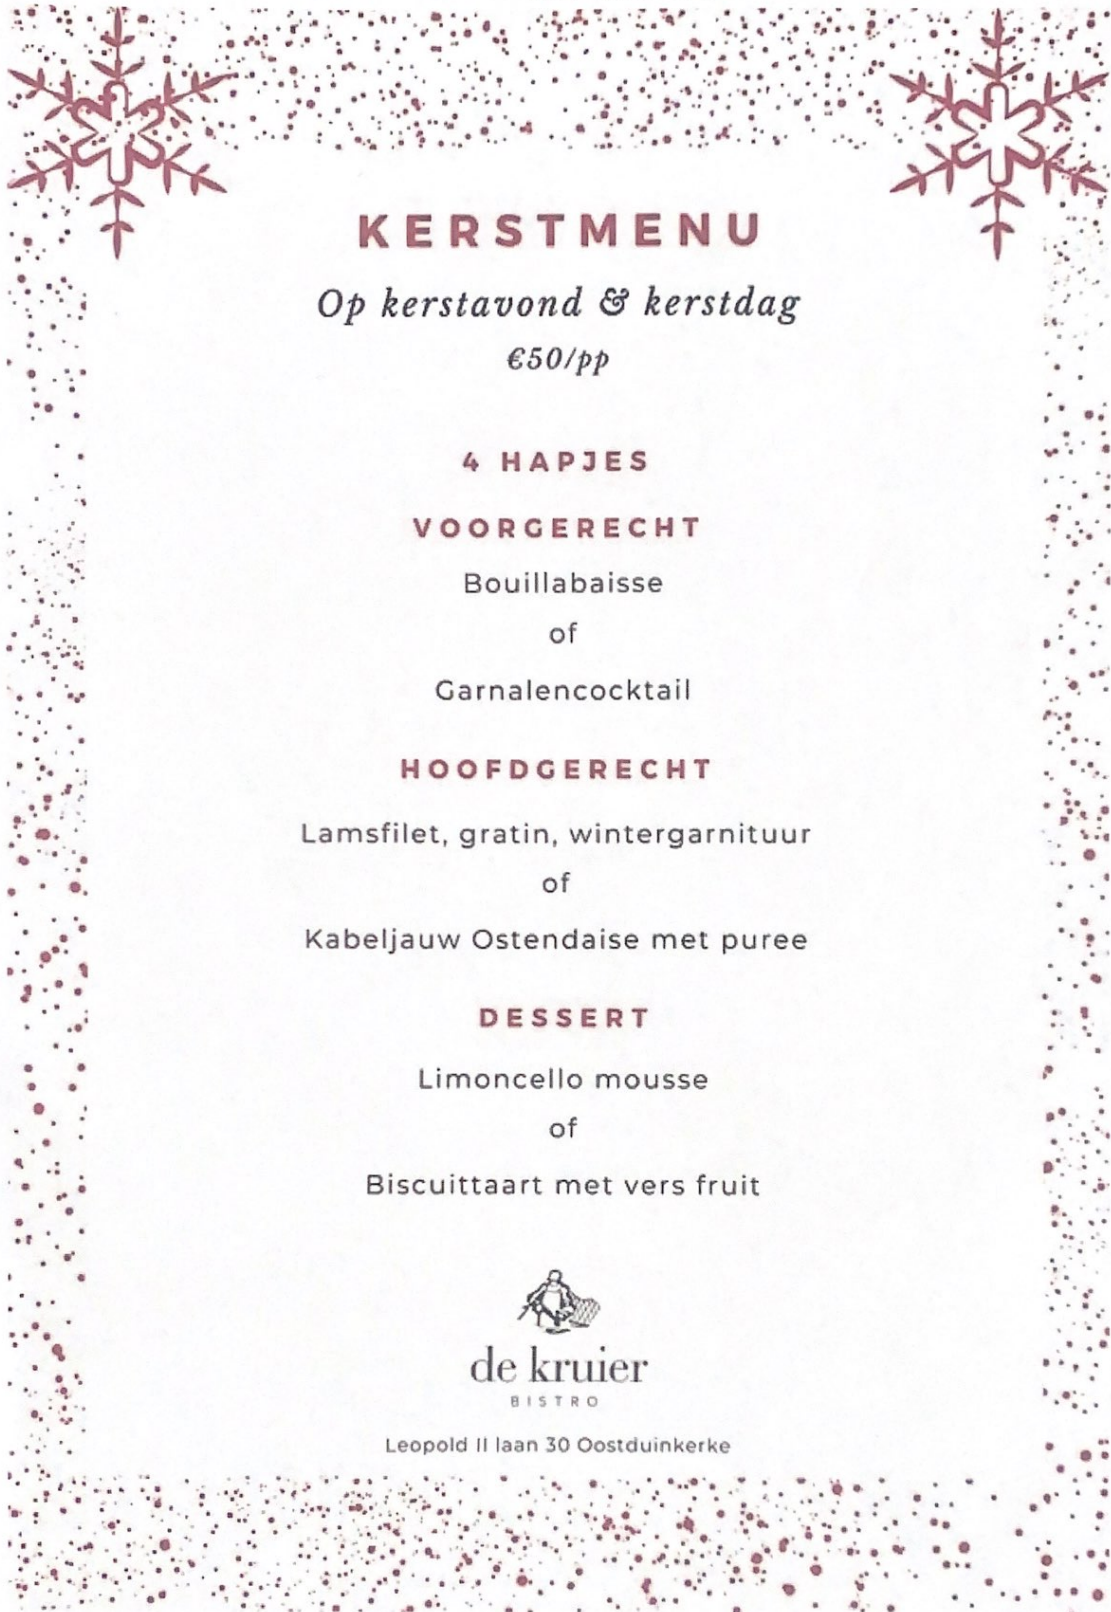 KERSTMENU
Op kerstavond & kerstdag
€50/pp
4 HAPJES
VOORGERECHT
Bouillabaisse
of
Garnalencocktail
HOOFDGERECHT
Lamsfilet, gratin, wintergarnituur
of
Kabeljauw Ostendaise met puree
DESSERT
Limoncello mousse
of
Biscuittaart met vers fruit
de kruier
BISTRO
Leopold II laan 30 Oostduinkerke